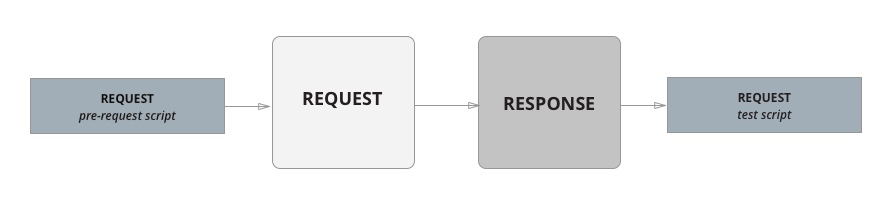 REQUEST
pre-request script
REQUEST
RESPONSE
REQUEST
test script